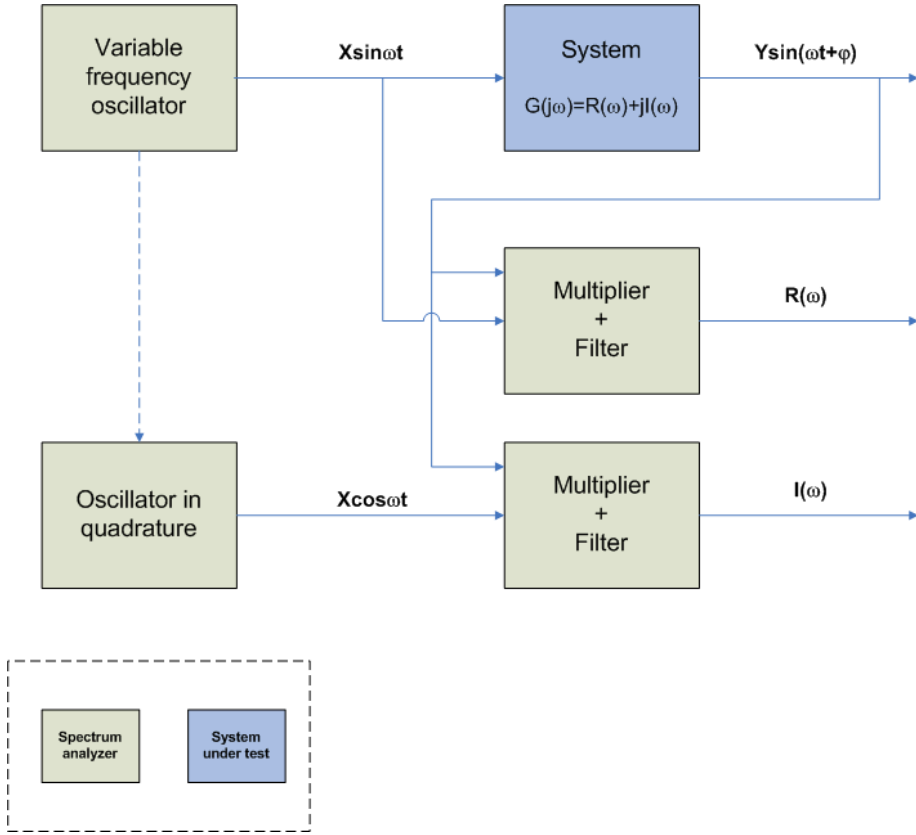 Variable
frequency
oscillator
Xsinωt
System
G(jω)=R(ω)+jI(ω)
Ysin(ωt+φ)
Multiplier
+
Filter
R(ω)
Oscillator in
quadrature
Xcosωt
Multiplier
+
Filter
I(ω)
Spectrum
analyzer
System
under test